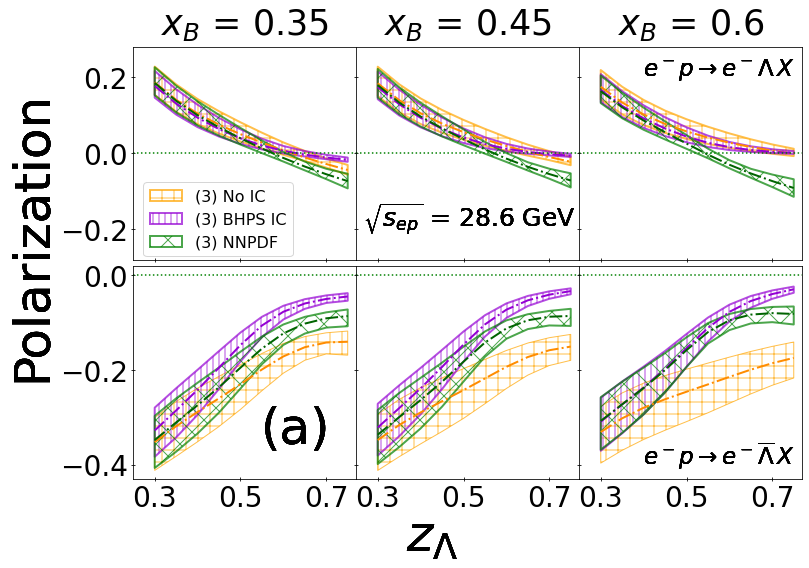 x_B = 0.35 x_B = 0.45 x_B = 0.6
Polarization
0.2
0.0
−0.2
e⁻p→e⁻ΛX
(3) No IC
(3) BHPS IC
(3) NNPDF
√s_ep = 28.6 GeV
0.0
−0.2
−0.4
(a)
e⁻p→e⁻Λ̅X
0.3 0.5 0.7 0.3 0.5 0.7 0.3 0.5 0.7
z_Λ